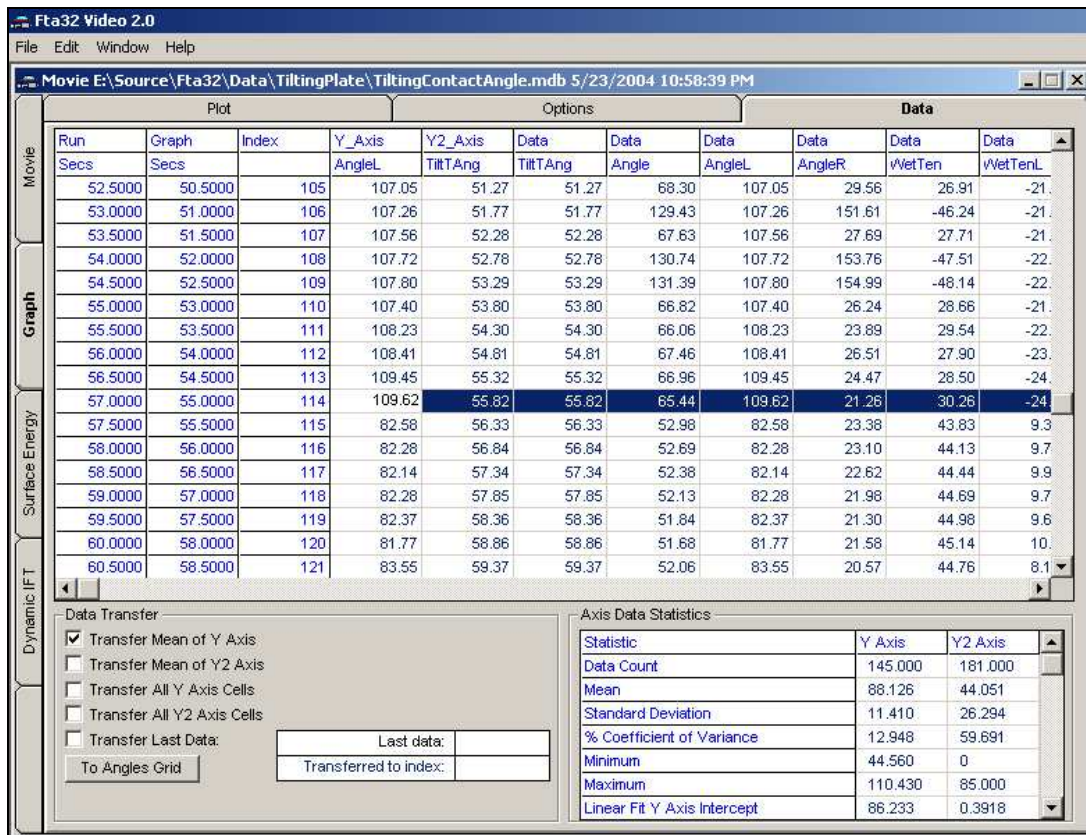 Fta32 Video 2.0
File Edit Window Help
Movie E:\Source\Fta32\Data\TiltingPlate\TiltingContactAngle.mdb 5/23/2004 10:58:39 PM
Plot Options Data
Movie
Graph
Surface Energy
Dynamic IFT
Run Graph Index Y_Axis Y2_Axis Data Data Data Data Data Data
Secs Secs AngleL TiltTAng TiltTAng Angle AngleL AngleR WetTen WetTenL
52.5000 50.5000 105 107.05 51.27 51.27 68.30 107.05 29.56 26.91 -21.
53.0000 51.0000 106 107.26 51.77 51.77 129.43 107.26 151.61 -46.24 -21.
53.5000 51.5000 107 107.56 52.28 52.28 67.63 107.56 27.69 27.71 -21.
54.0000 52.0000 108 107.72 52.78 52.78 130.74 107.72 153.76 -47.51 -22.
54.5000 52.5000 109 107.80 53.29 53.29 131.39 107.80 154.99 -48.14 -22.
55.0000 53.0000 110 107.40 53.80 53.80 66.82 107.40 26.24 28.66 -21.
55.5000 53.5000 111 108.23 54.30 54.30 66.06 108.23 23.89 29.54 -22.
56.0000 54.0000 112 108.41 54.81 54.81 67.46 108.41 26.51 27.90 -23.
56.5000 54.5000 113 109.45 55.32 55.32 66.96 109.45 24.47 28.50 -24.
57.0000 55.0000 114 109.62 55.82 55.82 65.44 109.62 21.26 30.26 -24.
57.5000 55.5000 115 82.58 56.33 56.33 52.98 82.58 23.38 43.83 9.3
58.0000 56.0000 116 82.28 56.84 56.84 52.69 82.28 23.10 44.13 9.7
58.5000 56.5000 117 82.14 57.34 57.34 52.38 82.14 22.62 44.44 9.9
59.0000 57.0000 118 82.28 57.85 57.85 52.13 82.28 21.98 44.69 9.7
59.5000 57.5000 119 82.37 58.36 58.36 51.84 82.37 21.30 44.98 9.6
60.0000 58.0000 120 81.77 58.86 58.86 51.68 81.77 21.58 45.14 10.
60.5000 58.5000 121 83.55 59.37 59.37 52.06 83.55 20.57 44.76 8.1
Data Transfer
Transfer Mean of Y Axis
Transfer Mean of Y2 Axis
Transfer All Y Axis Cells
Transfer All Y2 Axis Cells
Transfer Last Data:
Last data:
To Angles Grid
Transferred to index:
Axis Data Statistics
Statistic Y Axis Y2 Axis
Data Count 145.000 181.000
Mean 88.126 44.051
Standard Deviation 11.410 26.294
% Coefficient of Variance 12.948 59.691
Minimum 44.560 0
Maximum 110.430 85.000
Linear Fit Y Axis Intercept 86.233 0.3918